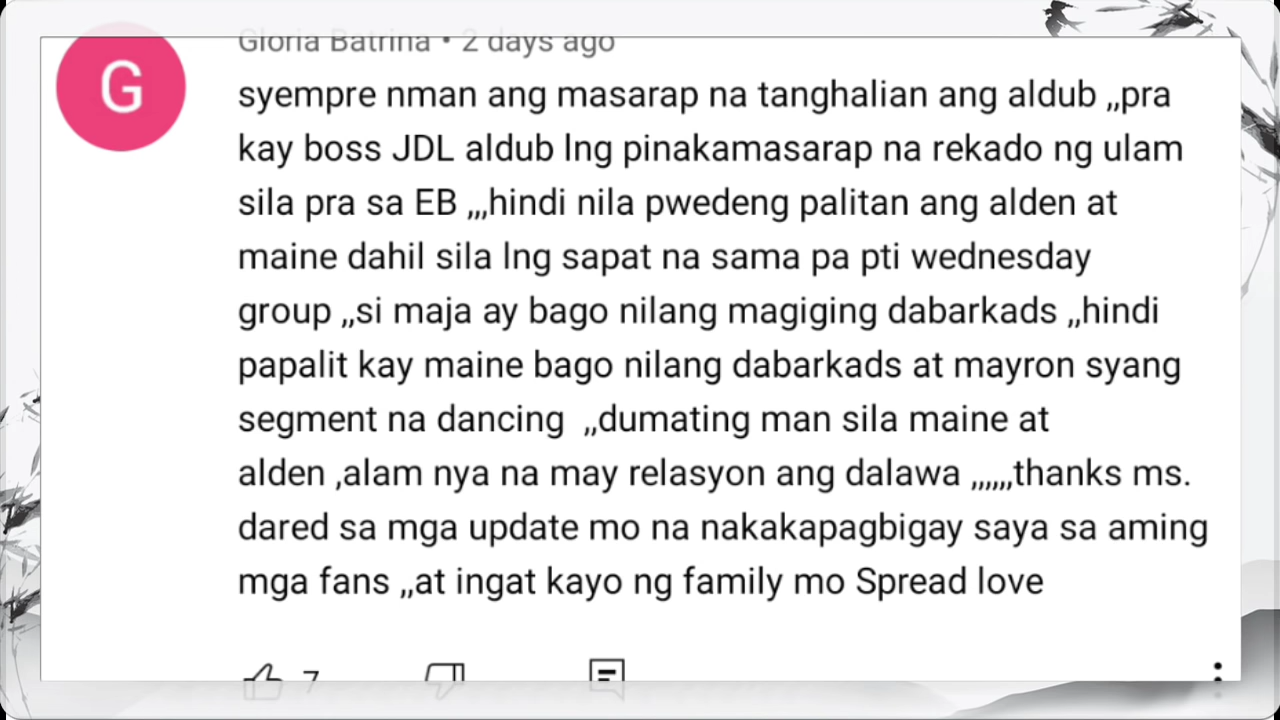 G
Gloria Batrina • 2 days ago
syempre nman ang masarap na tanghalian ang aldub ,,pra
kay boss JDL aldub lng pinakamasarap na rekado ng ulam
sila pra sa EB ,,,hindi nila pwedeng palitan ang alden at
maine dahil sila lng sapat na sama pa pti wednesday
group ,,si maja ay bago nilang magiging dabarkads ,,hindi
papalit kay maine bago nilang dabarkads at mayron syang
segment na dancing  ,,dumating man sila maine at
alden ,alam nya na may relasyon ang dalawa ,,,,,,thanks ms.
dared sa mga update mo na nakakapagbigay saya sa aming
mga fans ,,at ingat kayo ng family mo Spread love
7